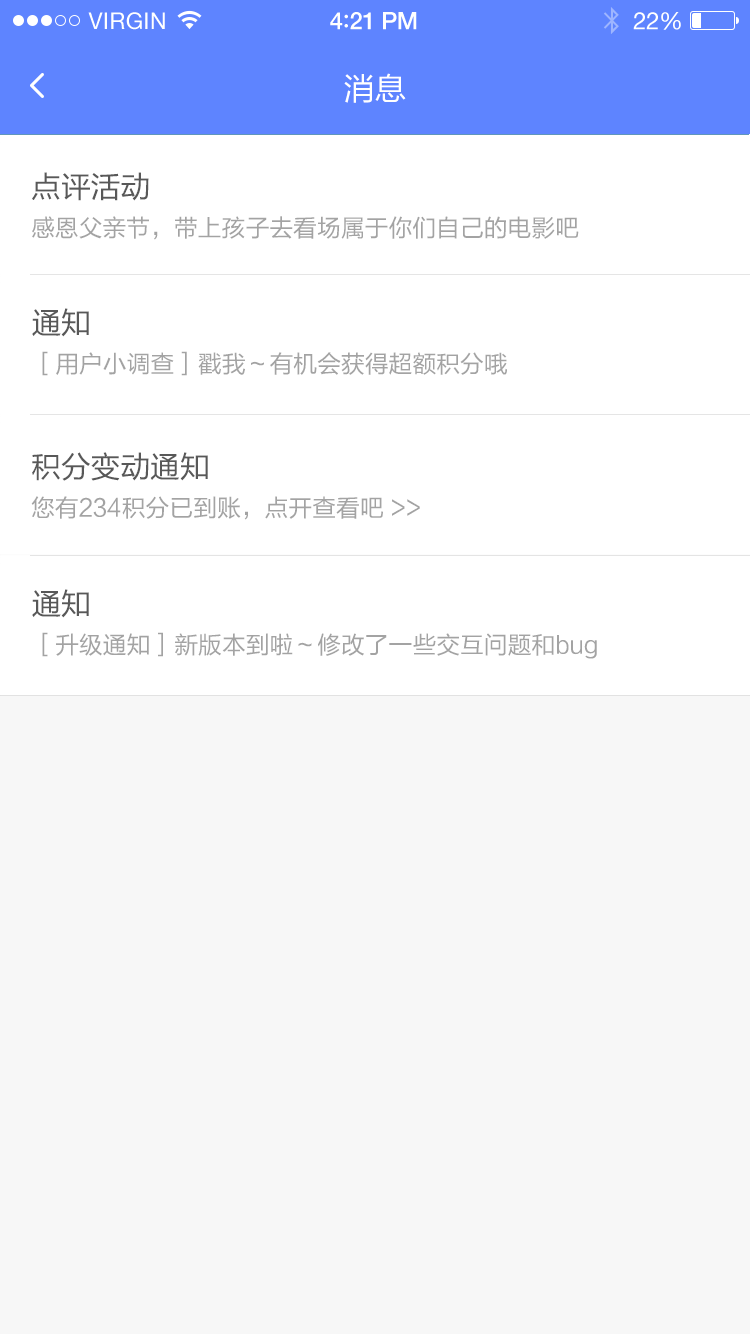 VIRGIN 4:21 PM 22%
消息
点评活动
感恩父亲节，带上孩子去看场属于你们自己的电影吧
通知
［用户小调查］戳我～有机会获得超额积分哦
积分变动通知
您有234积分已到账，点开查看吧 >>
通知
［升级通知］新版本到啦～修改了一些交互问题和bug